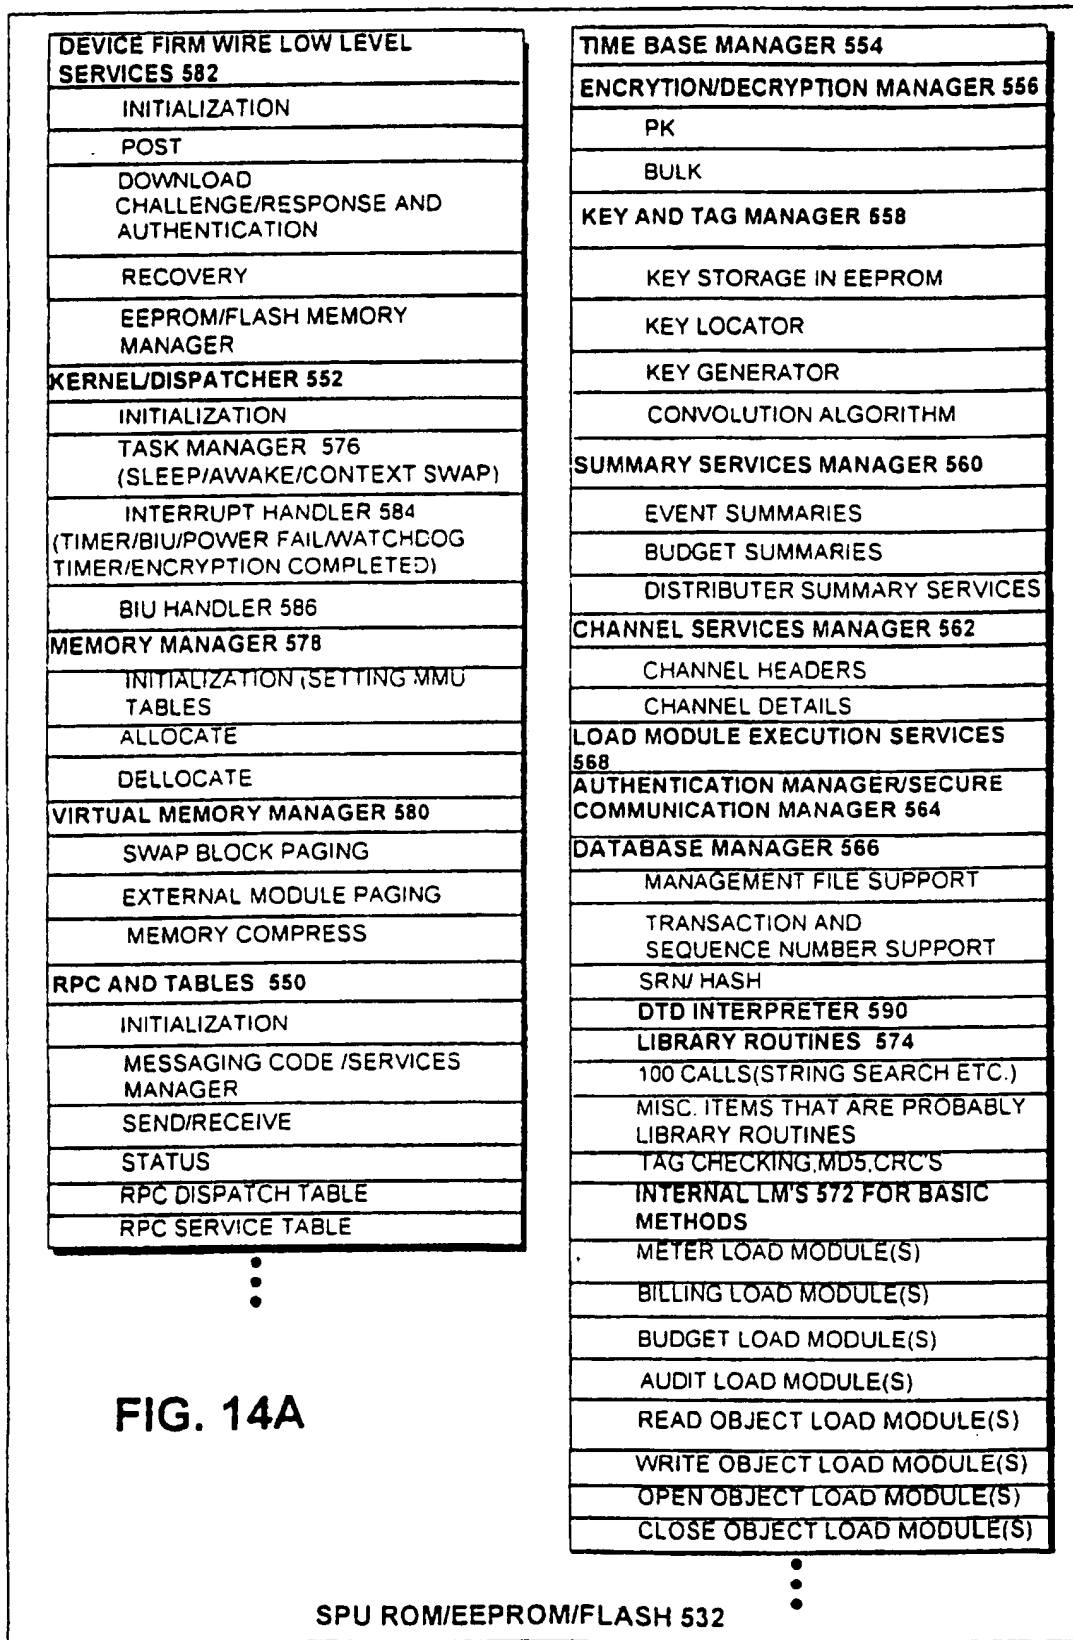 DEVICE FIRM WIRE LOW LEVEL
SERVICES 582
INITIALIZATION
POST
DOWNLOAD
CHALLENGE/RESPONSE AND
AUTHENTICATION
RECOVERY
EEPROM/FLASH MEMORY
MANAGER
KERNEL/DISPATCHER 552
INITIALIZATION
TASK MANAGER 576
(SLEEP/AWAKE/CONTEXT SWAP)
INTERRUPT HANDLER 584
(TIMER/BIU/POWER FAIL/WATCHDOG
TIMER/ENCRYPTION COMPLETED)
BIU HANDLER 586
MEMORY MANAGER 578
INITIALIZATION (SETTING MMU
TABLES
ALLOCATE
DELLOCATE
VIRTUAL MEMORY MANAGER 580
SWAP BLOCK PAGING
EXTERNAL MODULE PAGING
MEMORY COMPRESS
RPC AND TABLES 550
INITIALIZATION
MESSAGING CODE /SERVICES
MANAGER
SEND/RECEIVE
STATUS
RPC DISPATCH TABLE
RPC SERVICE TABLE
FIG. 14A
TIME BASE MANAGER 554
ENCRYTION/DECRYPTION MANAGER 556
PK
BULK
KEY AND TAG MANAGER 558
KEY STORAGE IN EEPROM
KEY LOCATOR
KEY GENERATOR
CONVOLUTION ALGORITHM
SUMMARY SERVICES MANAGER 560
EVENT SUMMARIES
BUDGET SUMMARIES
DISTRIBUTER SUMMARY SERVICES
CHANNEL SERVICES MANAGER 562
CHANNEL HEADERS
CHANNEL DETAILS
LOAD MODULE EXECUTION SERVICES
568
AUTHENTICATION MANAGER/SECURE
COMMUNICATION MANAGER 564
DATABASE MANAGER 566
MANAGEMENT FILE SUPPORT
TRANSACTION AND
SEQUENCE NUMBER SUPPORT
SRN/ HASH
DTD INTERPRETER 590
LIBRARY ROUTINES 574
100 CALLS(STRING SEARCH ETC.)
MISC. ITEMS THAT ARE PROBABLY
LIBRARY ROUTINES
TAG CHECKING,MD5,CRC'S
INTERNAL LM'S 572 FOR BASIC
METHODS
METER LOAD MODULE(S)
BILLING LOAD MODULE(S)
BUDGET LOAD MODULE(S)
AUDIT LOAD MODULE(S)
READ OBJECT LOAD MODULE(S)
WRITE OBJECT LOAD MODULE(S)
OPEN OBJECT LOAD MODULE(S)
CLOSE OBJECT LOAD MODULE(S)
SPU ROM/EEPROM/FLASH 532